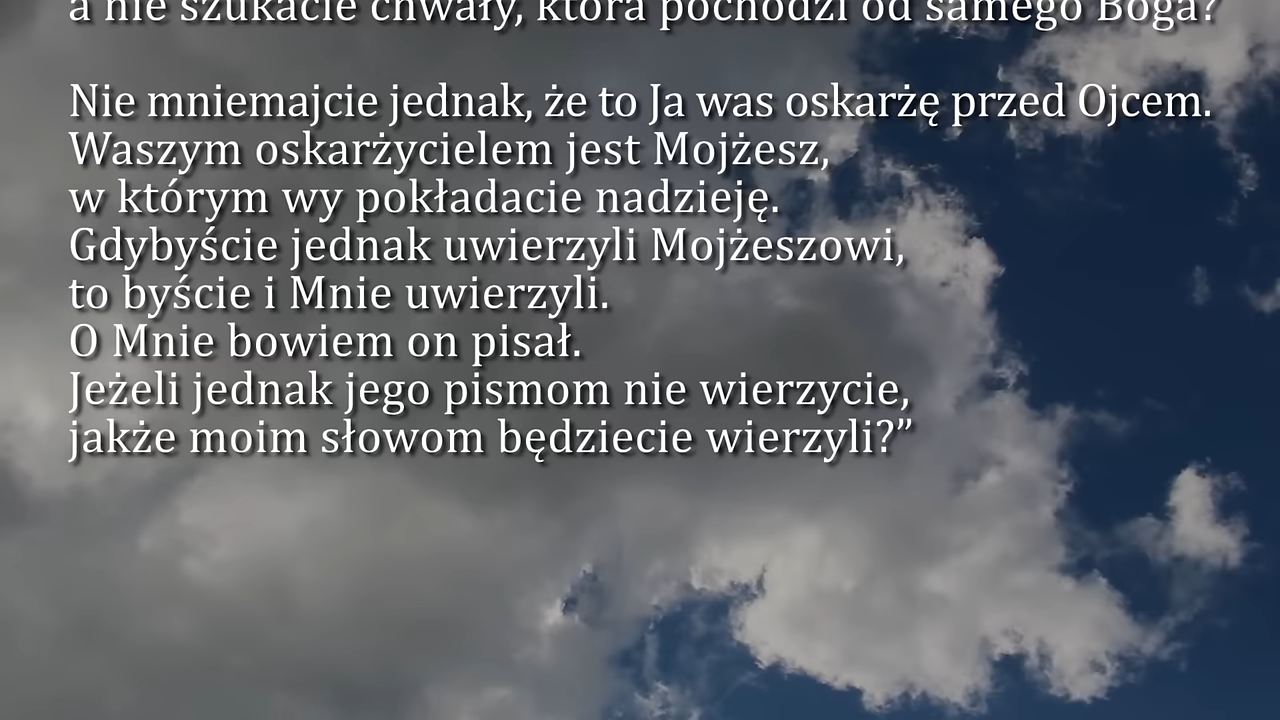 a nie szukacie chwały, która pochodzi od samego Boga?
Nie mniemajcie jednak, że to Ja was oskarżę przed Ojcem.
Waszym oskarżycielem jest Mojżesz,
w którym wy pokładacie nadzieję.
Gdybyście jednak uwierzyli Mojżeszowi,
to byście i Mnie uwierzyli.
O Mnie bowiem on pisał.
Jeżeli jednak jego pismom nie wierzycie,
jakże moim słowom będziecie wierzyli?”